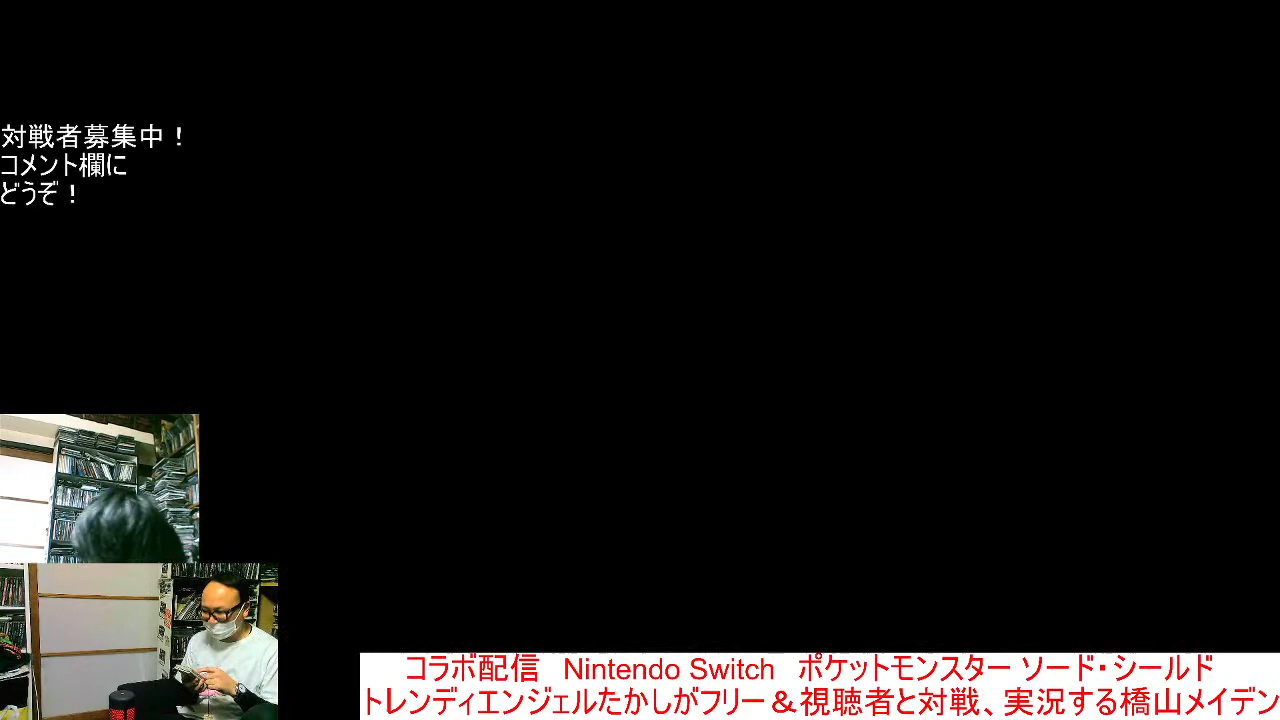 対戦者募集中！
コメント欄に
どうぞ！
コラボ配信　Nintendo Switch　ポケットモンスター ソード・シールド
トレンディエンジェルたかしがフリー＆視聴者と対戦、実況する橋山メイデン